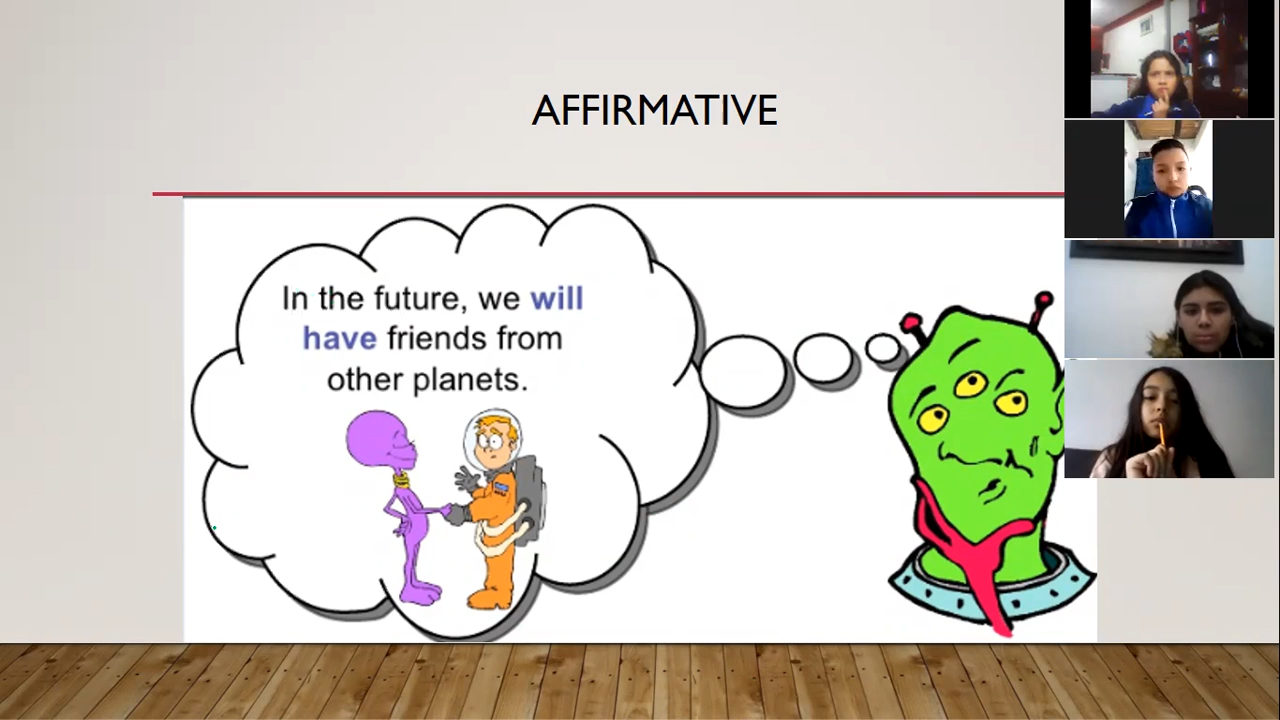 AFFIRMATIVE
In the future, we will
have friends from
other planets.